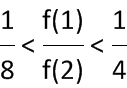 1/8 < f(1)/f(2) < 1/4